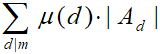 ∑ μ(d)·| A_d |
d|m